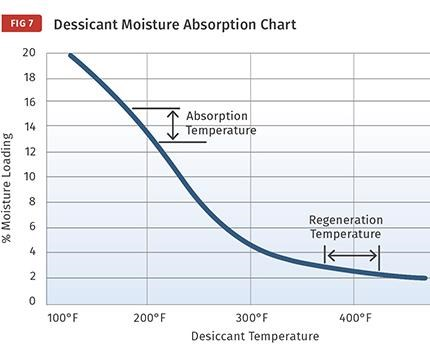 FIG 7 Dessicant Moisture Absorption Chart
20
18
16
14
12
10
8
6
4
2
0
% Moisture Loading
Absorption
Temperature
Regeneration
Temperature
100°F 200°F 300°F 400°F
Desiccant Temperature